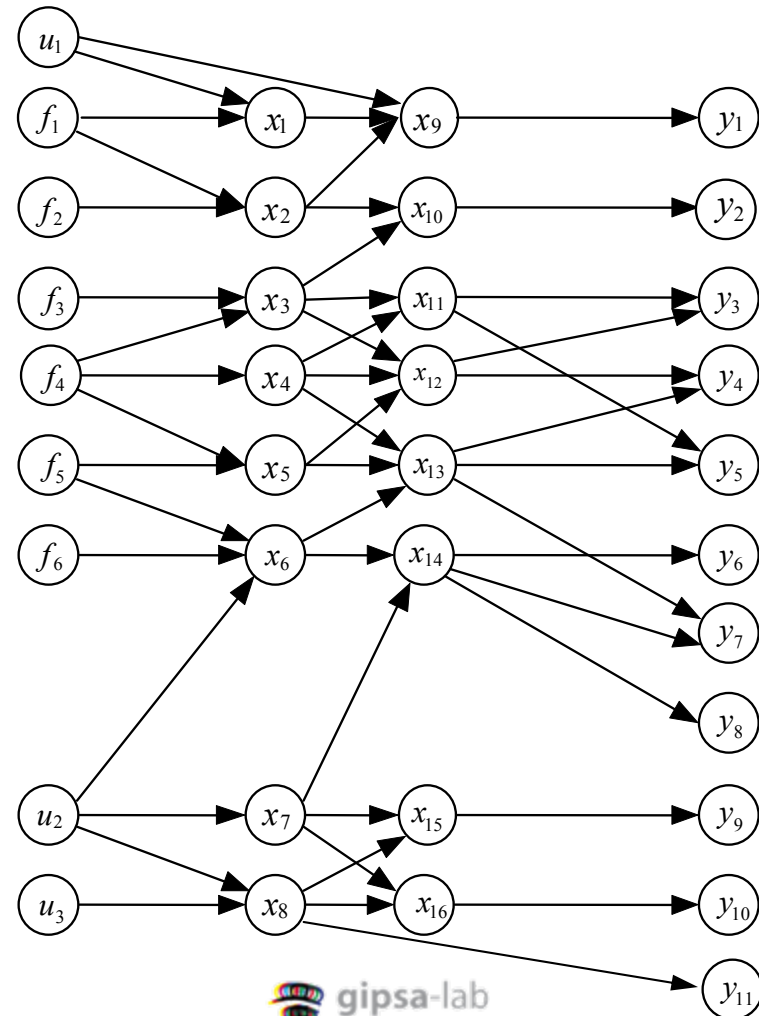 u1
f1 x1 x9 y1
f2 x2 x10 y2
f3 x3 x11 y3
f4 x4 x12 y4
f5 x5 x13 y5
f6 x6 x14 y6
y7
y8
u2 x7 x15 y9
u3 x8 x16 y10
y11
gipsa-lab